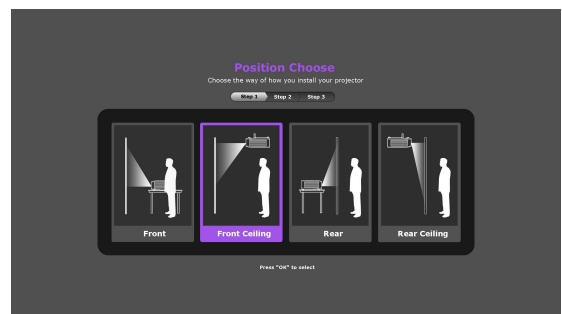 Position Choose
Choose the way of how you install your projector
Step 1 Step 2 Step 3
Front Front Ceiling Rear Rear Ceiling
Press "OK" to select